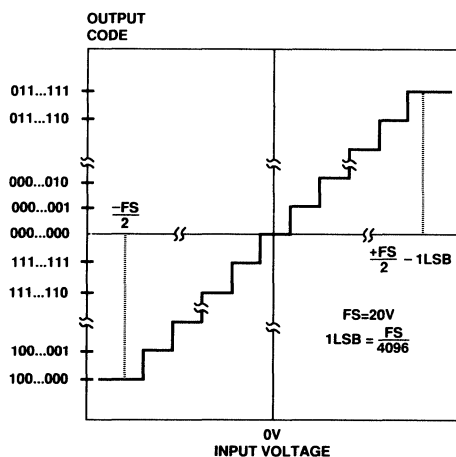 OUTPUT
CODE
011...111
011...110
000...010
000...001
000...000
111...111
111...110
100...001
100...000
–FS
2
+FS
2
– 1LSB
FS=20V
1LSB = FS
4096
0V
INPUT VOLTAGE